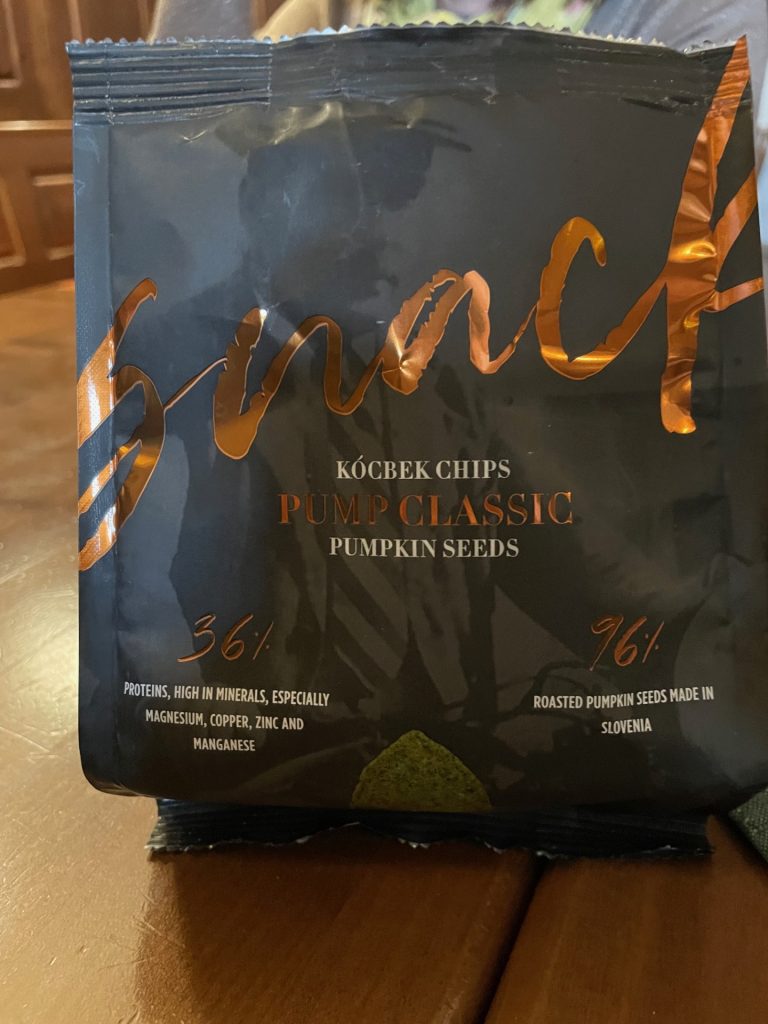 Snack
KÓCBEK CHIPS
PUMP CLASSIC
PUMPKIN SEEDS
36%
PROTEINS, HIGH IN MINERALS, ESPECIALLY
MAGNESIUM, COPPER, ZINC AND
MANGANESE
96%
ROASTED PUMPKIN SEEDS MADE IN
SLOVENIA